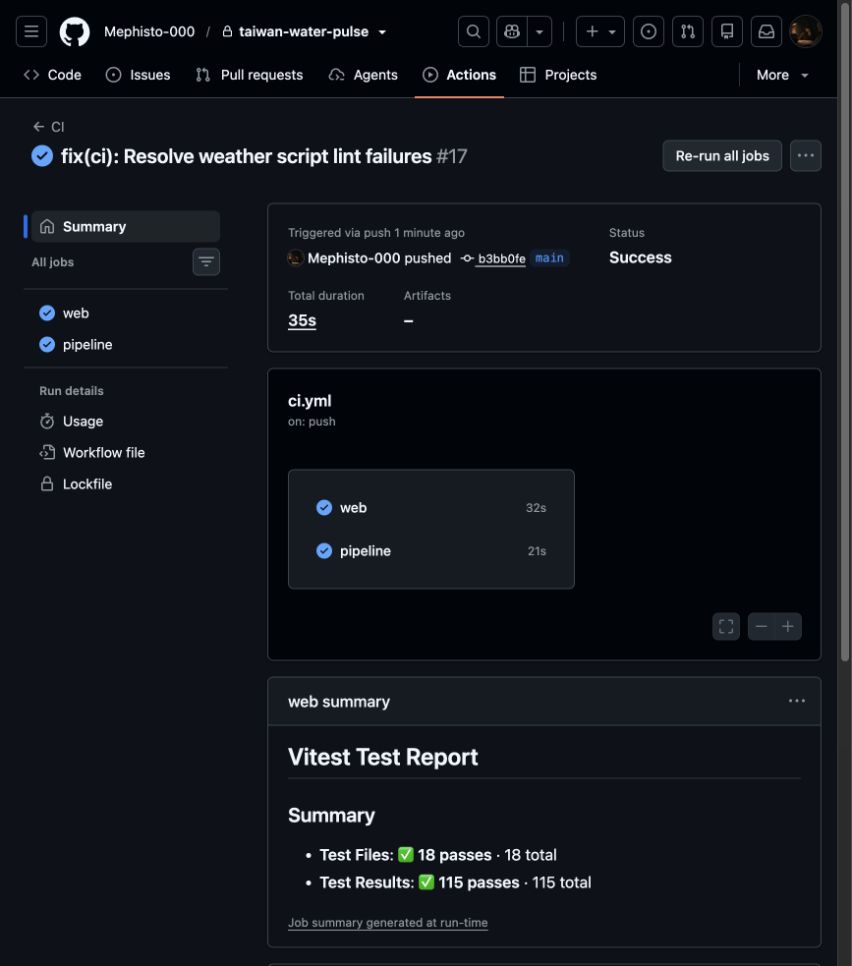 Mephisto-000 / taiwan-water-pulse
Code Issues Pull requests Agents Actions Projects More
← CI
fix(ci): Resolve weather script lint failures #17
Re-run all jobs
Summary
All jobs
web
pipeline
Run details
Usage
Workflow file
Lockfile
Triggered via push 1 minute ago
Mephisto-000 pushed b3bb0fe main
Status
Success
Total duration
35s
Artifacts
–
ci.yml
on: push
web 32s
pipeline 21s
web summary
Vitest Test Report
Summary
• Test Files: ✅ 18 passes · 18 total
• Test Results: ✅ 115 passes · 115 total
Job summary generated at run-time